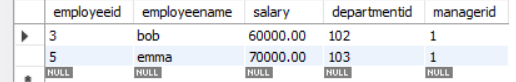 employeeid employeename salary departmentid managerid
3 bob 60000.00 102 1
5 emma 70000.00 103 1
NULL NULL NULL NULL NULL